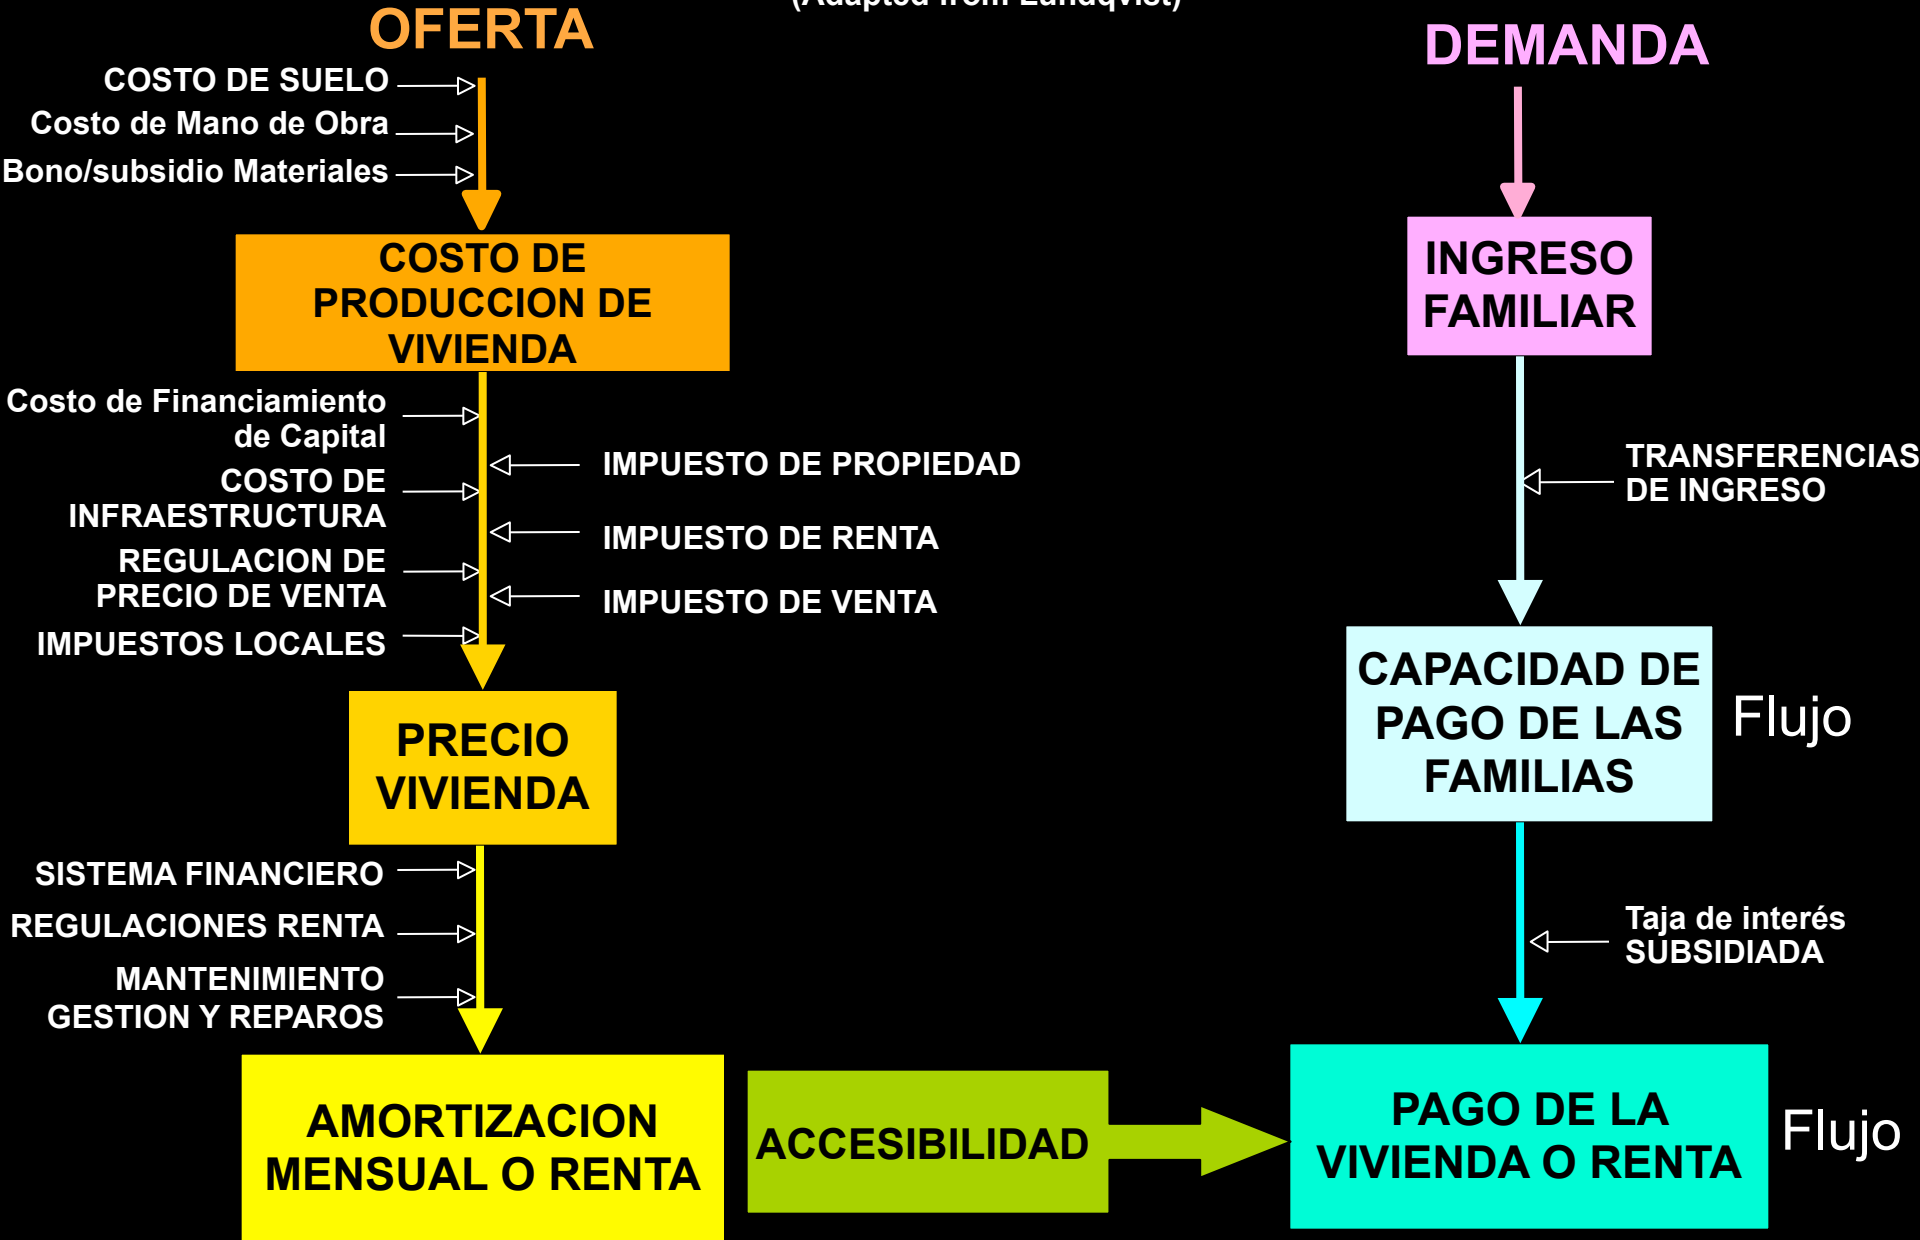 (Adapted from Lundqvist)
OFERTA
COSTO DE SUELO
Costo de Mano de Obra
Bono/subsidio Materiales
COSTO DE
PRODUCCION DE
VIVIENDA
Costo de Financiamiento
de Capital
COSTO DE
INFRAESTRUCTURA
REGULACION DE
PRECIO DE VENTA
IMPUESTOS LOCALES
IMPUESTO DE PROPIEDAD
IMPUESTO DE RENTA
IMPUESTO DE VENTA
PRECIO
VIVIENDA
SISTEMA FINANCIERO
REGULACIONES RENTA
MANTENIMIENTO
GESTION Y REPAROS
AMORTIZACION
MENSUAL O RENTA
ACCESIBILIDAD
DEMANDA
INGRESO
FAMILIAR
TRANSFERENCIAS
DE INGRESO
CAPACIDAD DE
PAGO DE LAS
FAMILIAS
Flujo
Taja de interés
SUBSIDIADA
PAGO DE LA
VIVIENDA O RENTA
Flujo